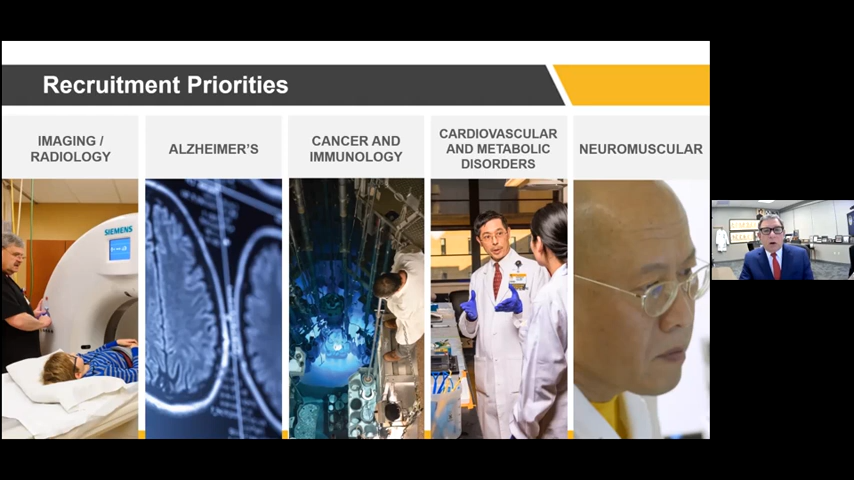 Recruitment Priorities
IMAGING /
RADIOLOGY
ALZHEIMER'S
CANCER AND
IMMUNOLOGY
CARDIOVASCULAR
AND METABOLIC
DISORDERS
NEUROMUSCULAR
SIEMENS